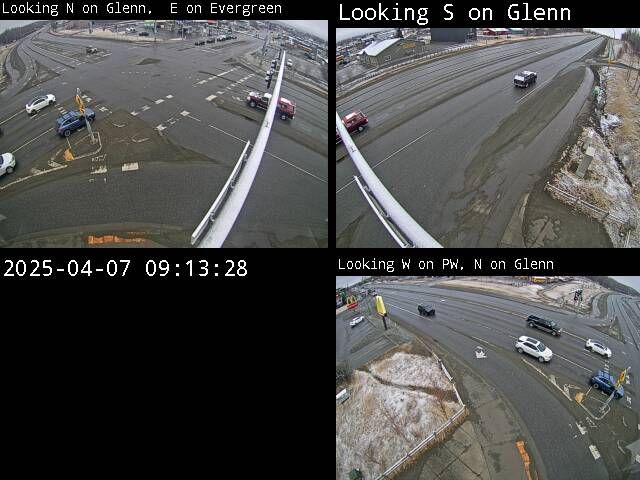 Looking N on Glenn,  E on Evergreen
Looking S on Glenn
2025-04-07 09:13:28
Looking W on PW, N on Glenn